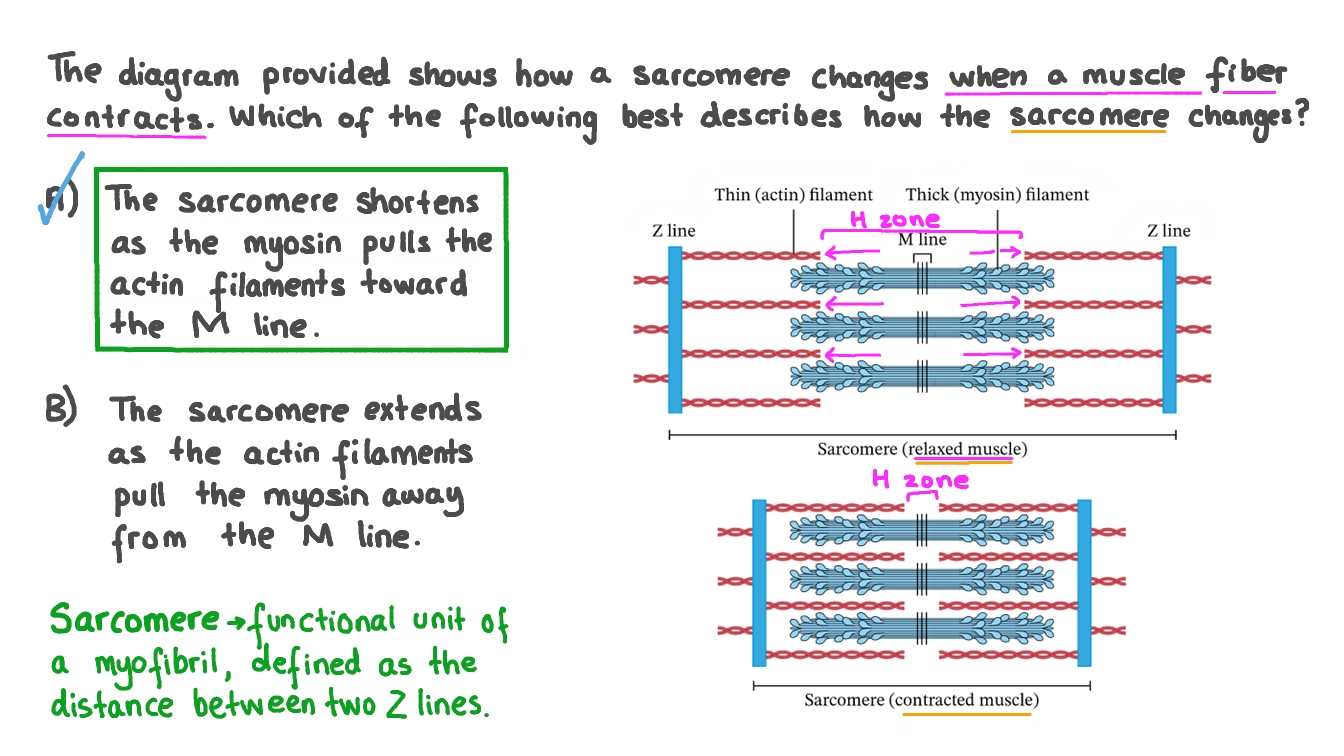 The diagram provided shows how a sarcomere changes when a muscle fiber
contracts. Which of the following best describes how the sarcomere changes?
A) The sarcomere shortens
as the myosin pulls the
actin filaments toward
the M line.
B) The sarcomere extends
as the actin filaments
pull the myosin away
from the M line.
Sarcomere → functional unit of
a myofibril, defined as the
distance between two Z lines.
Thin (actin) filament Thick (myosin) filament
H zone
Z line M line Z line
Sarcomere (relaxed muscle)
H zone
Sarcomere (contracted muscle)